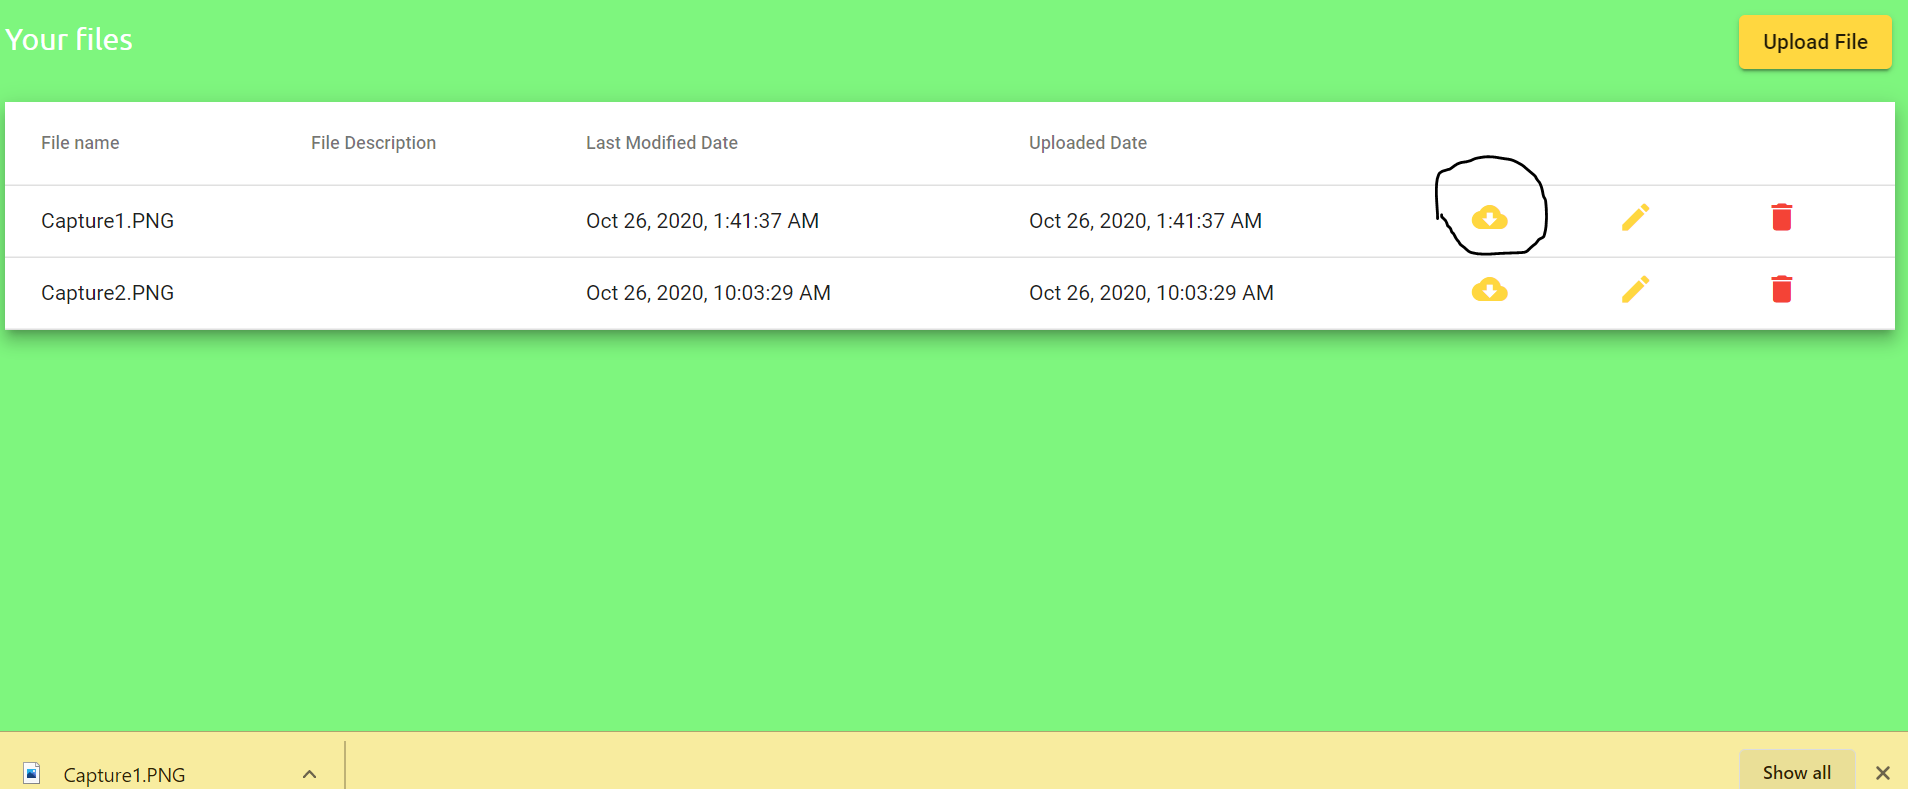 Your files
Upload File
File name File Description Last Modified Date Uploaded Date
Capture1.PNG Oct 26, 2020, 1:41:37 AM Oct 26, 2020, 1:41:37 AM
Capture2.PNG Oct 26, 2020, 10:03:29 AM Oct 26, 2020, 10:03:29 AM
Capture1.PNG Show all